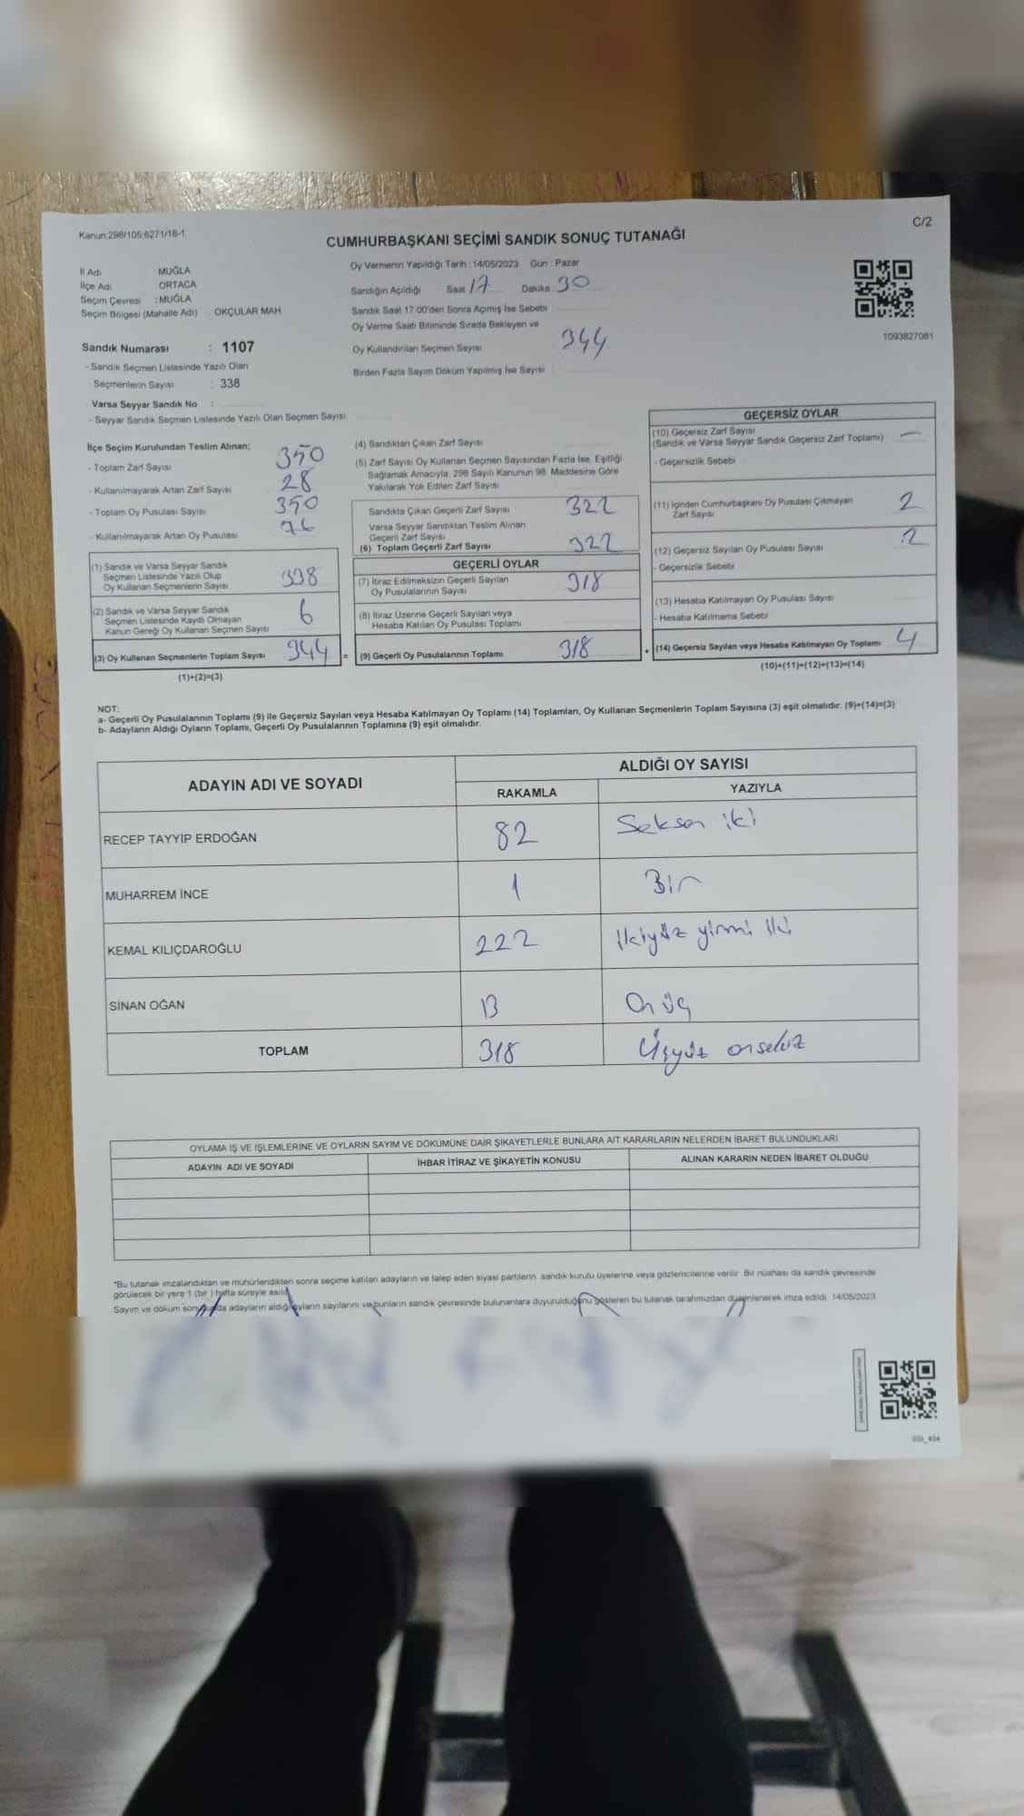 Kanun:298/105,6271/18-1
C/2
CUMHURBAŞKANI SEÇİMİ SANDIK SONUÇ TUTANAĞI
İl Adı MUĞLA
İlçe Adı ORTACA
Seçim Çevresi : MUĞLA
Seçim Bölgesi (Mahalle Adı) OKÇULAR MAH
Sandık Numarası : 1107
- Sandık Seçmen Listesinde Yazılı Olan
Seçmenlerin Sayısı : 338
Varsa Seyyar Sandık No :
- Seyyar Sandık Seçmen Listesinde Yazılı Olan Seçmen Sayısı
Oy Vermenin Yapıldığı Tarih : 14/05/2023 Gün : Pazar
Sandığın Açıldığı Saat 17 Dakika 30
Sandık Saat 17:00'den Sonra Açımış İse Sebebi
Oy Verme Saati Bitiminde Sırada Bekleyen ve
Oy Kullandırılan Seçmen Sayısı 344
Birden Fazla Sayım Döküm Yapılmış İse Sayısı
1093827081
İlçe Seçim Kurulundan Teslim Alınan:
- Toplam Zarf Sayısı 350
- Kullanılmayarak Artan Zarf Sayısı 28
- Toplam Oy Pusulası Sayısı 350
- Kullanılmayarak Artan Oy Pusulası
(1) Sandık ve Varsa Seyyar Sandık
Seçmen Listesinde Yazılı Olup
Oy Kullanan Seçmenlerin Sayısı 338
(2) Sandık ve Varsa Seyyar Sandık
Seçmen Listesinde Kayıtlı Olmayan
Kanun Gereği Oy Kullanan Seçmen Sayısı 6
(3) Oy Kullanan Seçmenlerin Toplam Sayısı 344 =
(1)+(2)=(3)
(4) Sandıktan Çıkan Zarf Sayısı
(5) Zarf Sayısı Oy Kullanan Seçmen Sayısından Fazla İse, Eşitliği
Sağlamak Amacıyla, 298 Sayılı Kanunun 98. Maddesine Göre
Yakılarak Yok Edilen Zarf Sayısı
Sandıkta Çıkan Geçerli Zarf Sayısı 322
Varsa Seyyar Sandıktan Teslim Alınan
Geçerli Zarf Sayısı
(6) Toplam Geçerli Zarf Sayısı 322
GEÇERLİ OYLAR
(7) İtiraz Edilmeksizin Geçerli Sayılan
Oy Pusulalarının Sayısı 318
(8) İtiraz Üzerine Geçerli Sayılan veya
Hesaba Katılan Oy Pusulası Toplamı
(9) Geçerli Oy Pusulalarının Toplamı 318 +
GEÇERSİZ OYLAR
(10) Geçersiz Zarf Sayısı
(Sandık ve Varsa Seyyar Sandık Geçersiz Zarf Toplamı) —
- Geçersizlik Sebebi
(11) İçinden Cumhurbaşkanı Oy Pusulası Çıkmayan
Zarf Sayısı 2
(12) Geçersiz Sayılan Oy Pusulası Sayısı 2
- Geçersizlik Sebebi
(13) Hesaba Katılmayan Oy Pusulası Sayısı
- Hesaba Katılmama Sebebi
(14) Geçersiz Sayılan veya Hesaba Katılmayan Oy Toplamı 4
(10)+(11)+(12)+(13)=(14)
NOT:
a- Geçerli Oy Pusulalarının Toplamı (9) ile Geçersiz Sayılan veya Hesaba Katılmayan Oy Toplamı (14) Toplamları, Oy Kullanan Seçmenlerin Toplam Sayısına (3) eşit olmalıdır. (9)+(14)=(3)
b- Adayların Aldığı Oyların Toplamı, Geçerli Oy Pusulalarının Toplamına (9) eşit olmalıdır.
ADAYIN ADI VE SOYADI
ALDIĞI OY SAYISI
RAKAMLA YAZIYLA
RECEP TAYYİP ERDOĞAN 82 Seksen iki
MUHARREM İNCE 1 Bir
KEMAL KILIÇDAROĞLU 222 İkiyüz yirmi iki
SİNAN OĞAN 13 On üç
TOPLAM 318 Üçyüz onsekiz
OYLAMA İŞ VE İŞLEMLERİNE VE OYLARIN SAYIM VE DÖKÜMÜNE DAİR ŞİKAYETLERLE BUNLARA AİT KARARLARIN NELERDEN İBARET BULUNDUKLARI
ADAYIN ADI VE SOYADI İHBAR İTİRAZ VE ŞİKAYETİN KONUSU ALINAN KARARIN NEDEN İBARET OLDUĞU
*Bu tutanak imzalandıktan ve mühürlendikten sonra seçime katılan adayların ve talep eden siyasi partilerin sandık kurulu üyelerine veya gözlemcilerine verilir. Bir nüshası da sandık çevresinde
görülecek bir yere 1 (bir) hafta süreyle asılır
Sayım ve döküm adayların aldığı oyların sayılarını ve bunların sandık çevresinde bulunanlara duyurulduğunu gösteren bu tutanak tarafımızdan düzenlenerek imza edildi. 14/05/2023